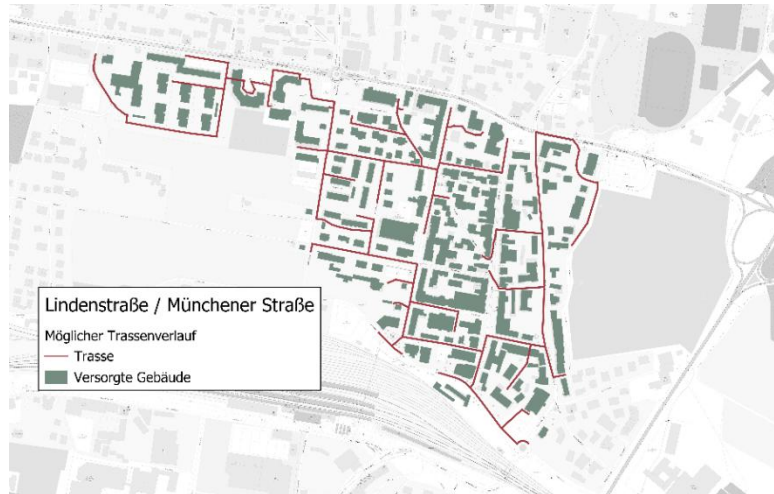 Lindenstraße / Münchener Straße
Möglicher Trassenverlauf
Trasse
Versorgte Gebäude